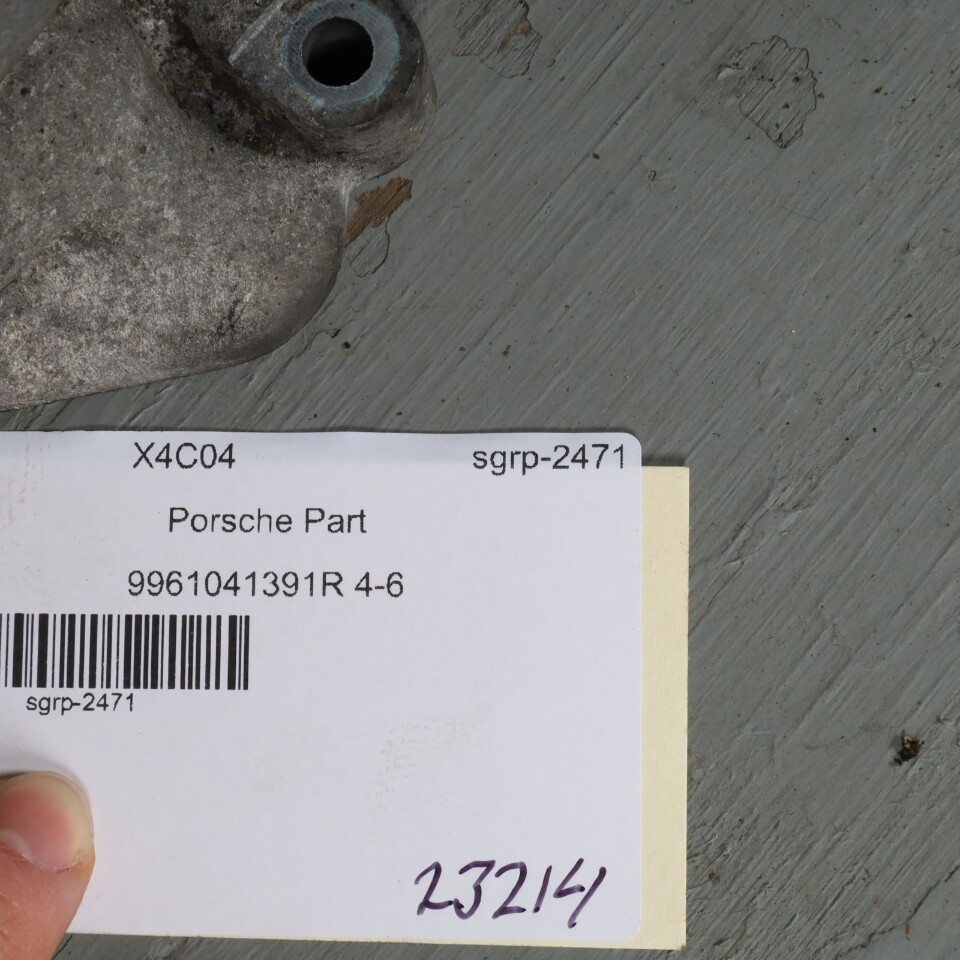 X4C04 sgrp-2471
Porsche Part
9961041391R 4-6
sgrp-2471
23214